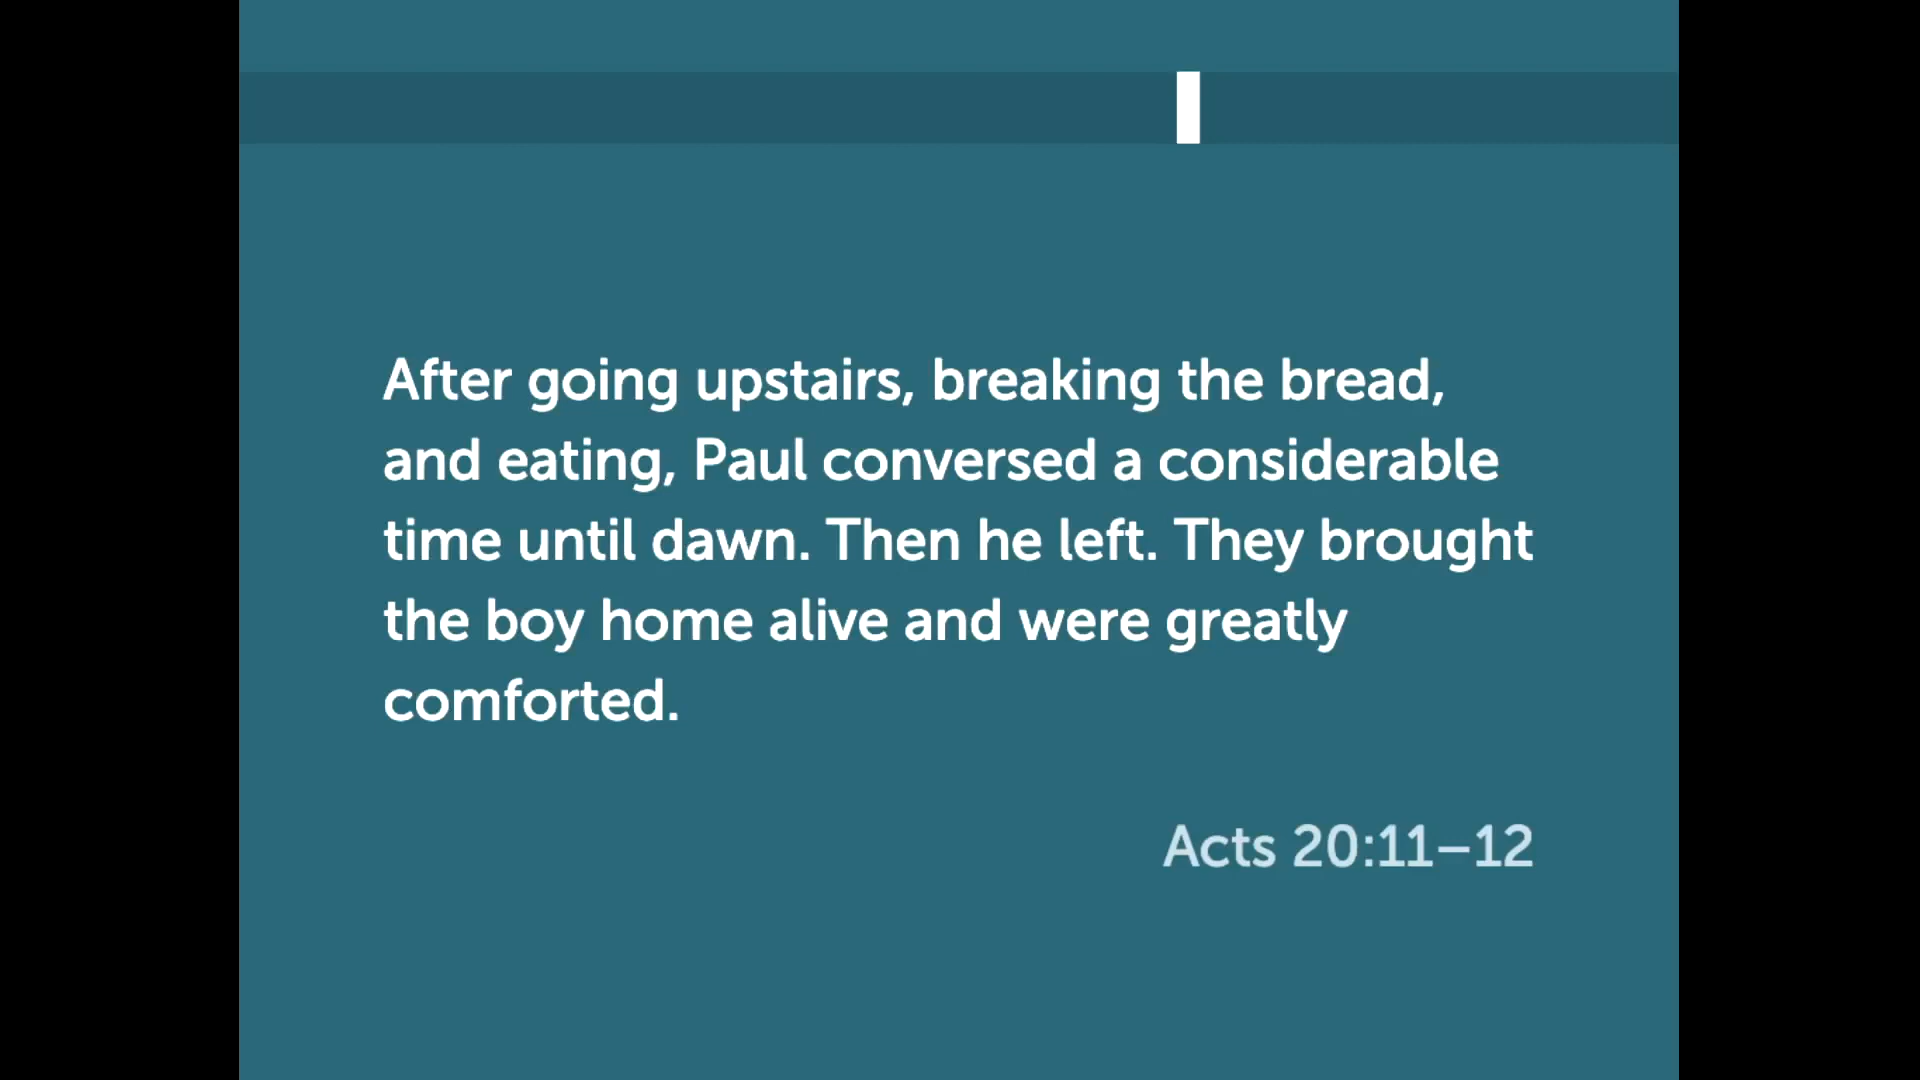 After going upstairs, breaking the bread,
and eating, Paul conversed a considerable
time until dawn. Then he left. They brought
the boy home alive and were greatly
comforted.
Acts 20:11–12